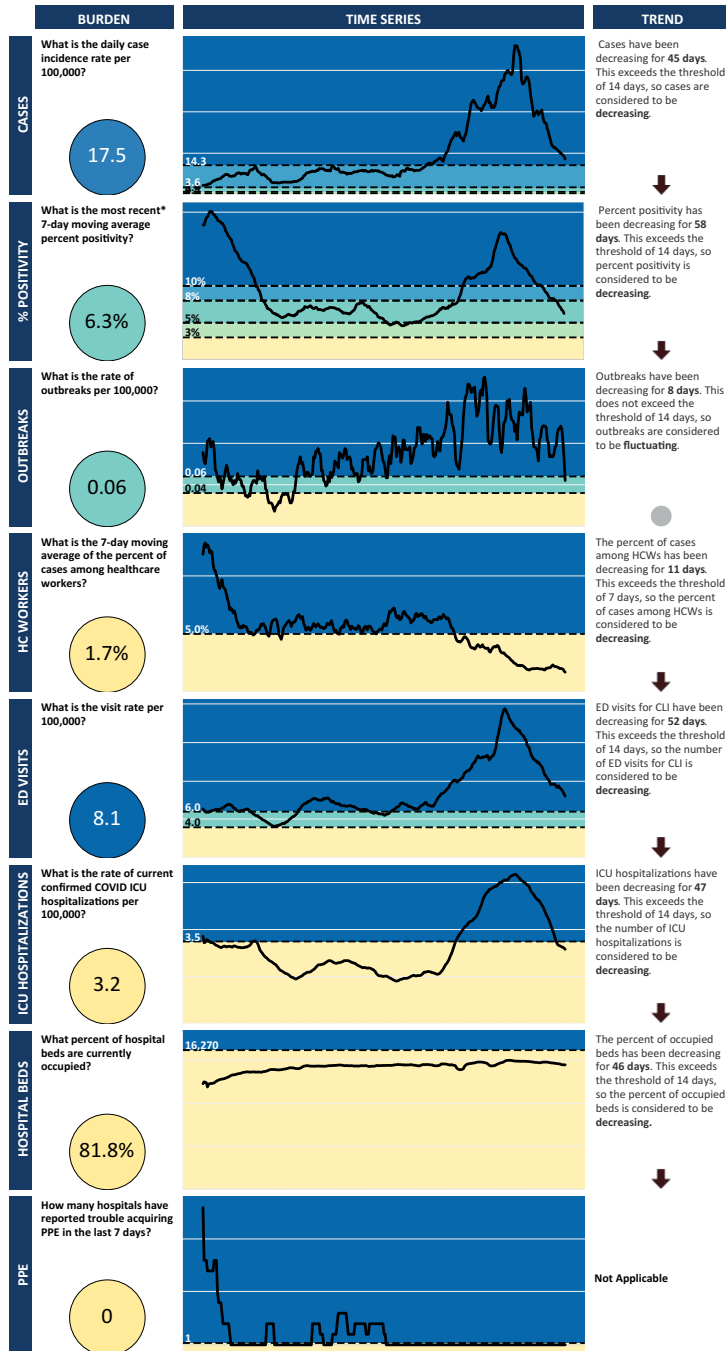 BURDEN
TIME SERIES
TREND
CASES
What is the daily case
incidence rate per
100,000?
17.5
14.3
3.6
Cases have been
decreasing for 45 days.
This exceeds the threshold
of 14 days, so cases are
considered to be
decreasing.
% POSITIVITY
What is the most recent*
7-day moving average
percent positivity?
6.3%
10%
8%
5%
3%
Percent positivity has
been decreasing for 58
days. This exceeds the
threshold of 14 days, so
percent positivity is
considered to be
decreasing.
OUTBREAKS
What is the rate of
outbreaks per 100,000?
0.06
0.06
0.04
Outbreaks have been
decreasing for 8 days. This
does not exceed the
threshold of 14 days, so
outbreaks are considered
to be fluctuating.
HC WORKERS
What is the 7-day moving
average of the percent of
cases among healthcare
workers?
1.7%
5.0%
The percent of cases
among HCWs has been
decreasing for 11 days.
This exceeds the threshold
of 7 days, so the percent
of cases among HCWs is
considered to be
decreasing.
ED VISITS
What is the visit rate per
100,000?
8.1
6.0
4.0
ED visits for CLI have been
decreasing for 52 days.
This exceeds the threshold
of 14 days, so the number
of ED visits for CLI is
considered to be
decreasing.
ICU HOSPITALIZATIONS
What is the rate of current
confirmed COVID ICU
hospitalizations per
100,000?
3.2
3.5
ICU hospitalizations have
been decreasing for 47
days. This exceeds the
threshold of 14 days, so
the number of ICU
hospitalizations is
considered to be
decreasing.
HOSPITAL BEDS
What percent of hospital
beds are currently
occupied?
81.8%
16,270
The percent of occupied
beds has been decreasing
for 46 days. This exceeds
the threshold of 14 days,
so the percent of occupied
beds is considered to be
decreasing.
PPE
How many hospitals have
reported trouble acquiring
PPE in the last 7 days?
0
1
Not Applicable